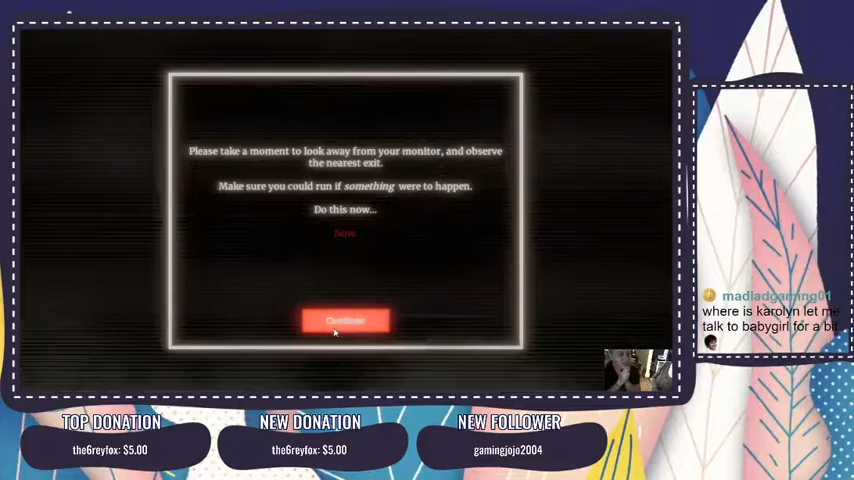 Please take a moment to look away from your monitor, and observe
the nearest exit.
Make sure you could run if something were to happen.
Do this now...
Now.
Continue
madladgaming01
where is karolyn let me
talk to babygirl for a bit
TOP DONATION
NEW DONATION
NEW FOLLOWER
the6reyfox: $5.00
the6reyfox: $5.00
gamingjojo2004